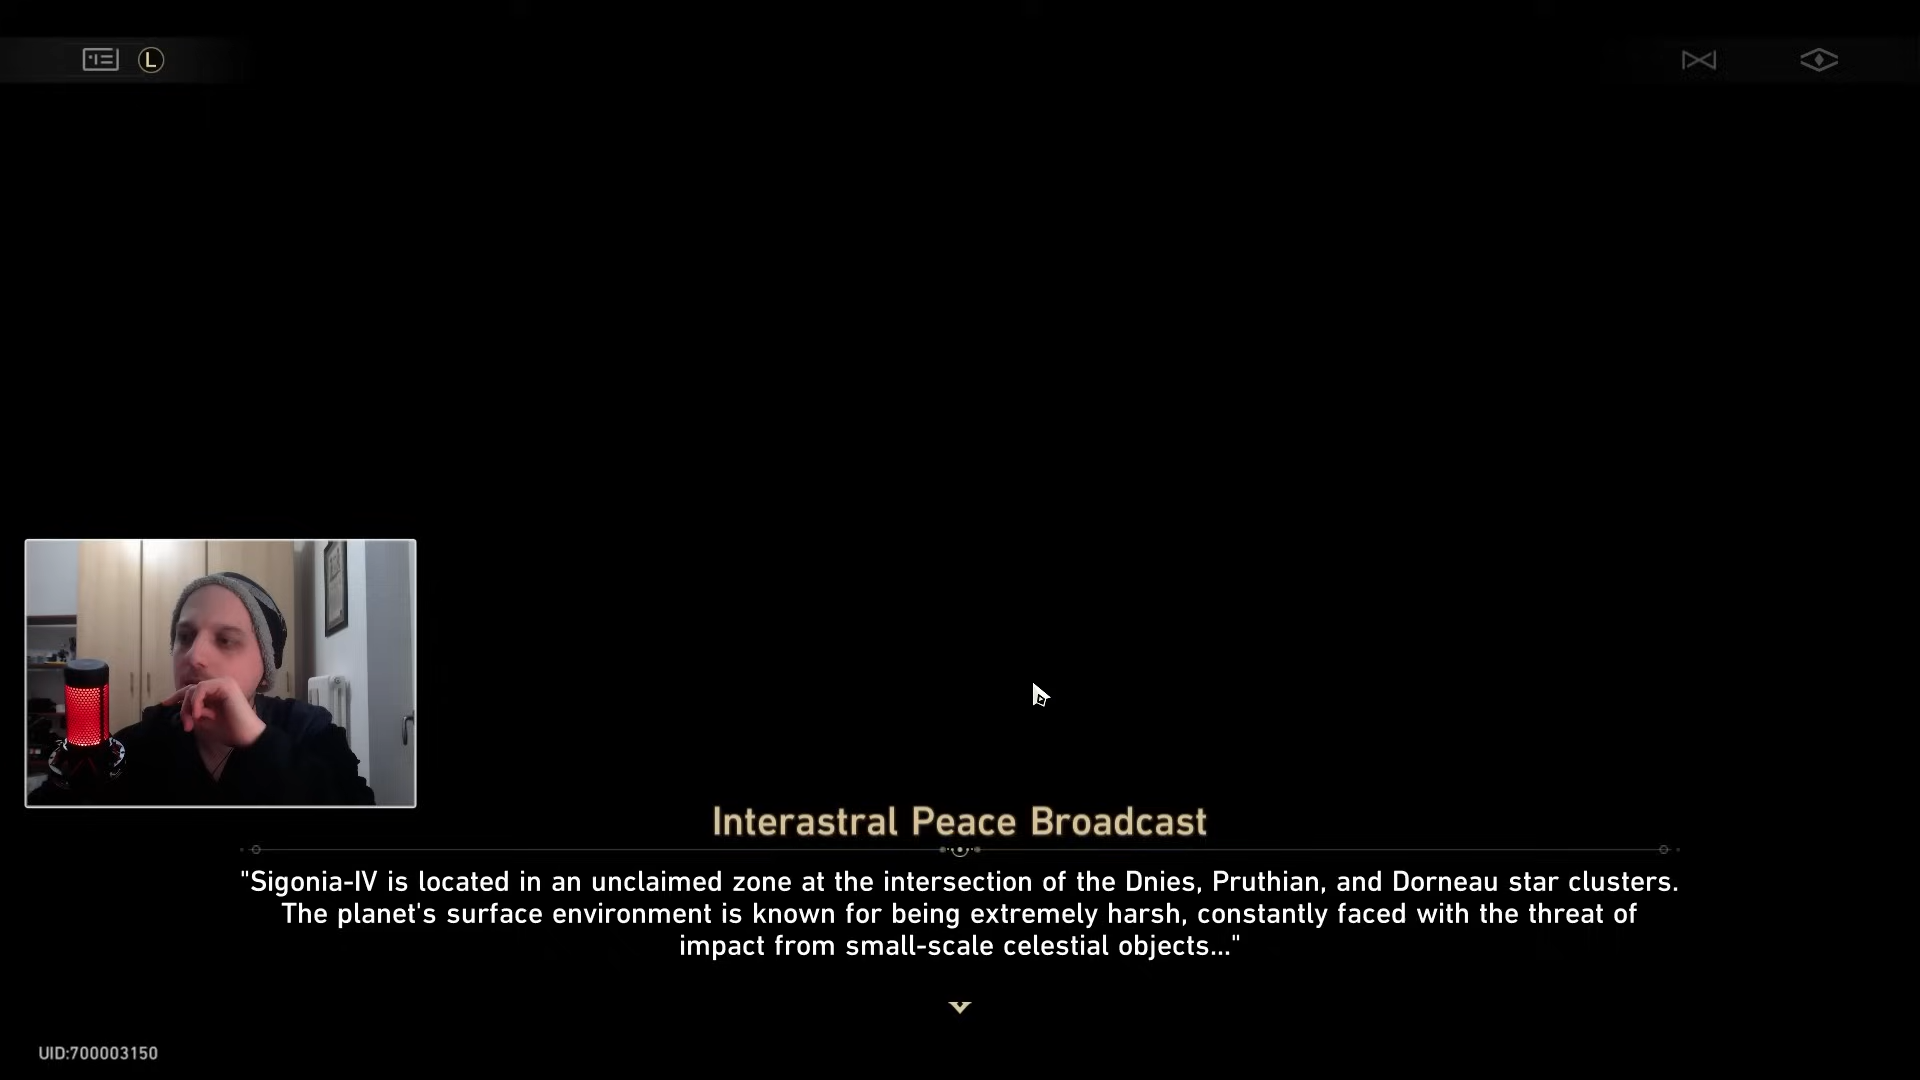 L
Interastral Peace Broadcast
"Sigonia-IV is located in an unclaimed zone at the intersection of the Dnies, Pruthian, and Dorneau star clusters.
The planet's surface environment is known for being extremely harsh, constantly faced with the threat of
impact from small-scale celestial objects..."
UID:700003150